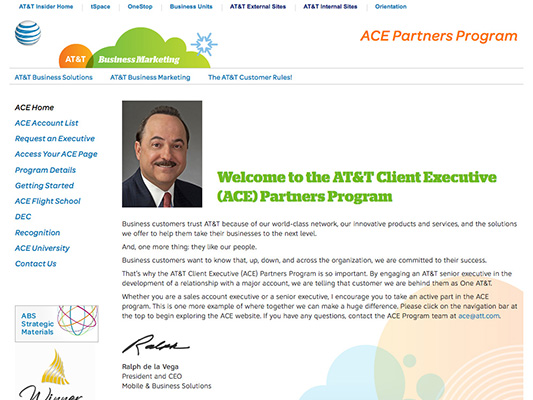 AT&T Insider Home | tSpace | OneStop | Business Units | AT&T External Sites | AT&T Internal Sites | Orientation
AT&T Business Marketing
ACE Partners Program
AT&T Business Solutions AT&T Business Marketing The AT&T Customer Rules!
ACE Home
ACE Account List
Request an Executive
Access Your ACE Page
Program Details
Getting Started
ACE Flight School
DEC
Recognition
ACE University
Contact Us
ABS
Strategic
Materials
Winner
Welcome to the AT&T Client Executive
(ACE) Partners Program
Business customers trust AT&T because of our world-class network, our innovative products and services, and the solutions
we offer to help them take their businesses to the next level.
And, one more thing: they like our people.
Business customers want to know that, up, down, and across the organization, we are committed to their success.
That's why the AT&T Client Executive (ACE) Partners Program is so important. By engaging an AT&T senior executive in the
development of a relationship with a major account, we are telling that customer we are behind them as One AT&T.
Whether you are a sales account executive or a senior executive, I encourage you to take an active part in the ACE
program. This is one more example of where together we can make a huge difference. Please click on the navigation bar at
the top to begin exploring the ACE website. If you have any questions, contact the ACE Program team at ace@att.com.
Ralph
Ralph de la Vega
President and CEO
Mobile & Business Solutions